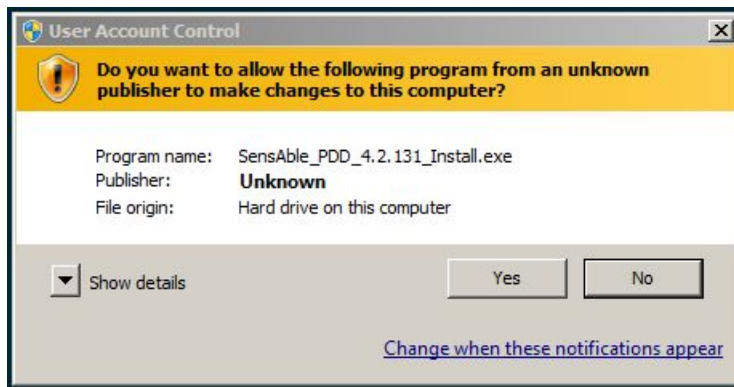 User Account Control
Do you want to allow the following program from an unknown
publisher to make changes to this computer?
Program name: SensAble_PDD_4.2.131_Install.exe
Publisher: Unknown
File origin: Hard drive on this computer
Show details
Yes
No
Change when these notifications appear